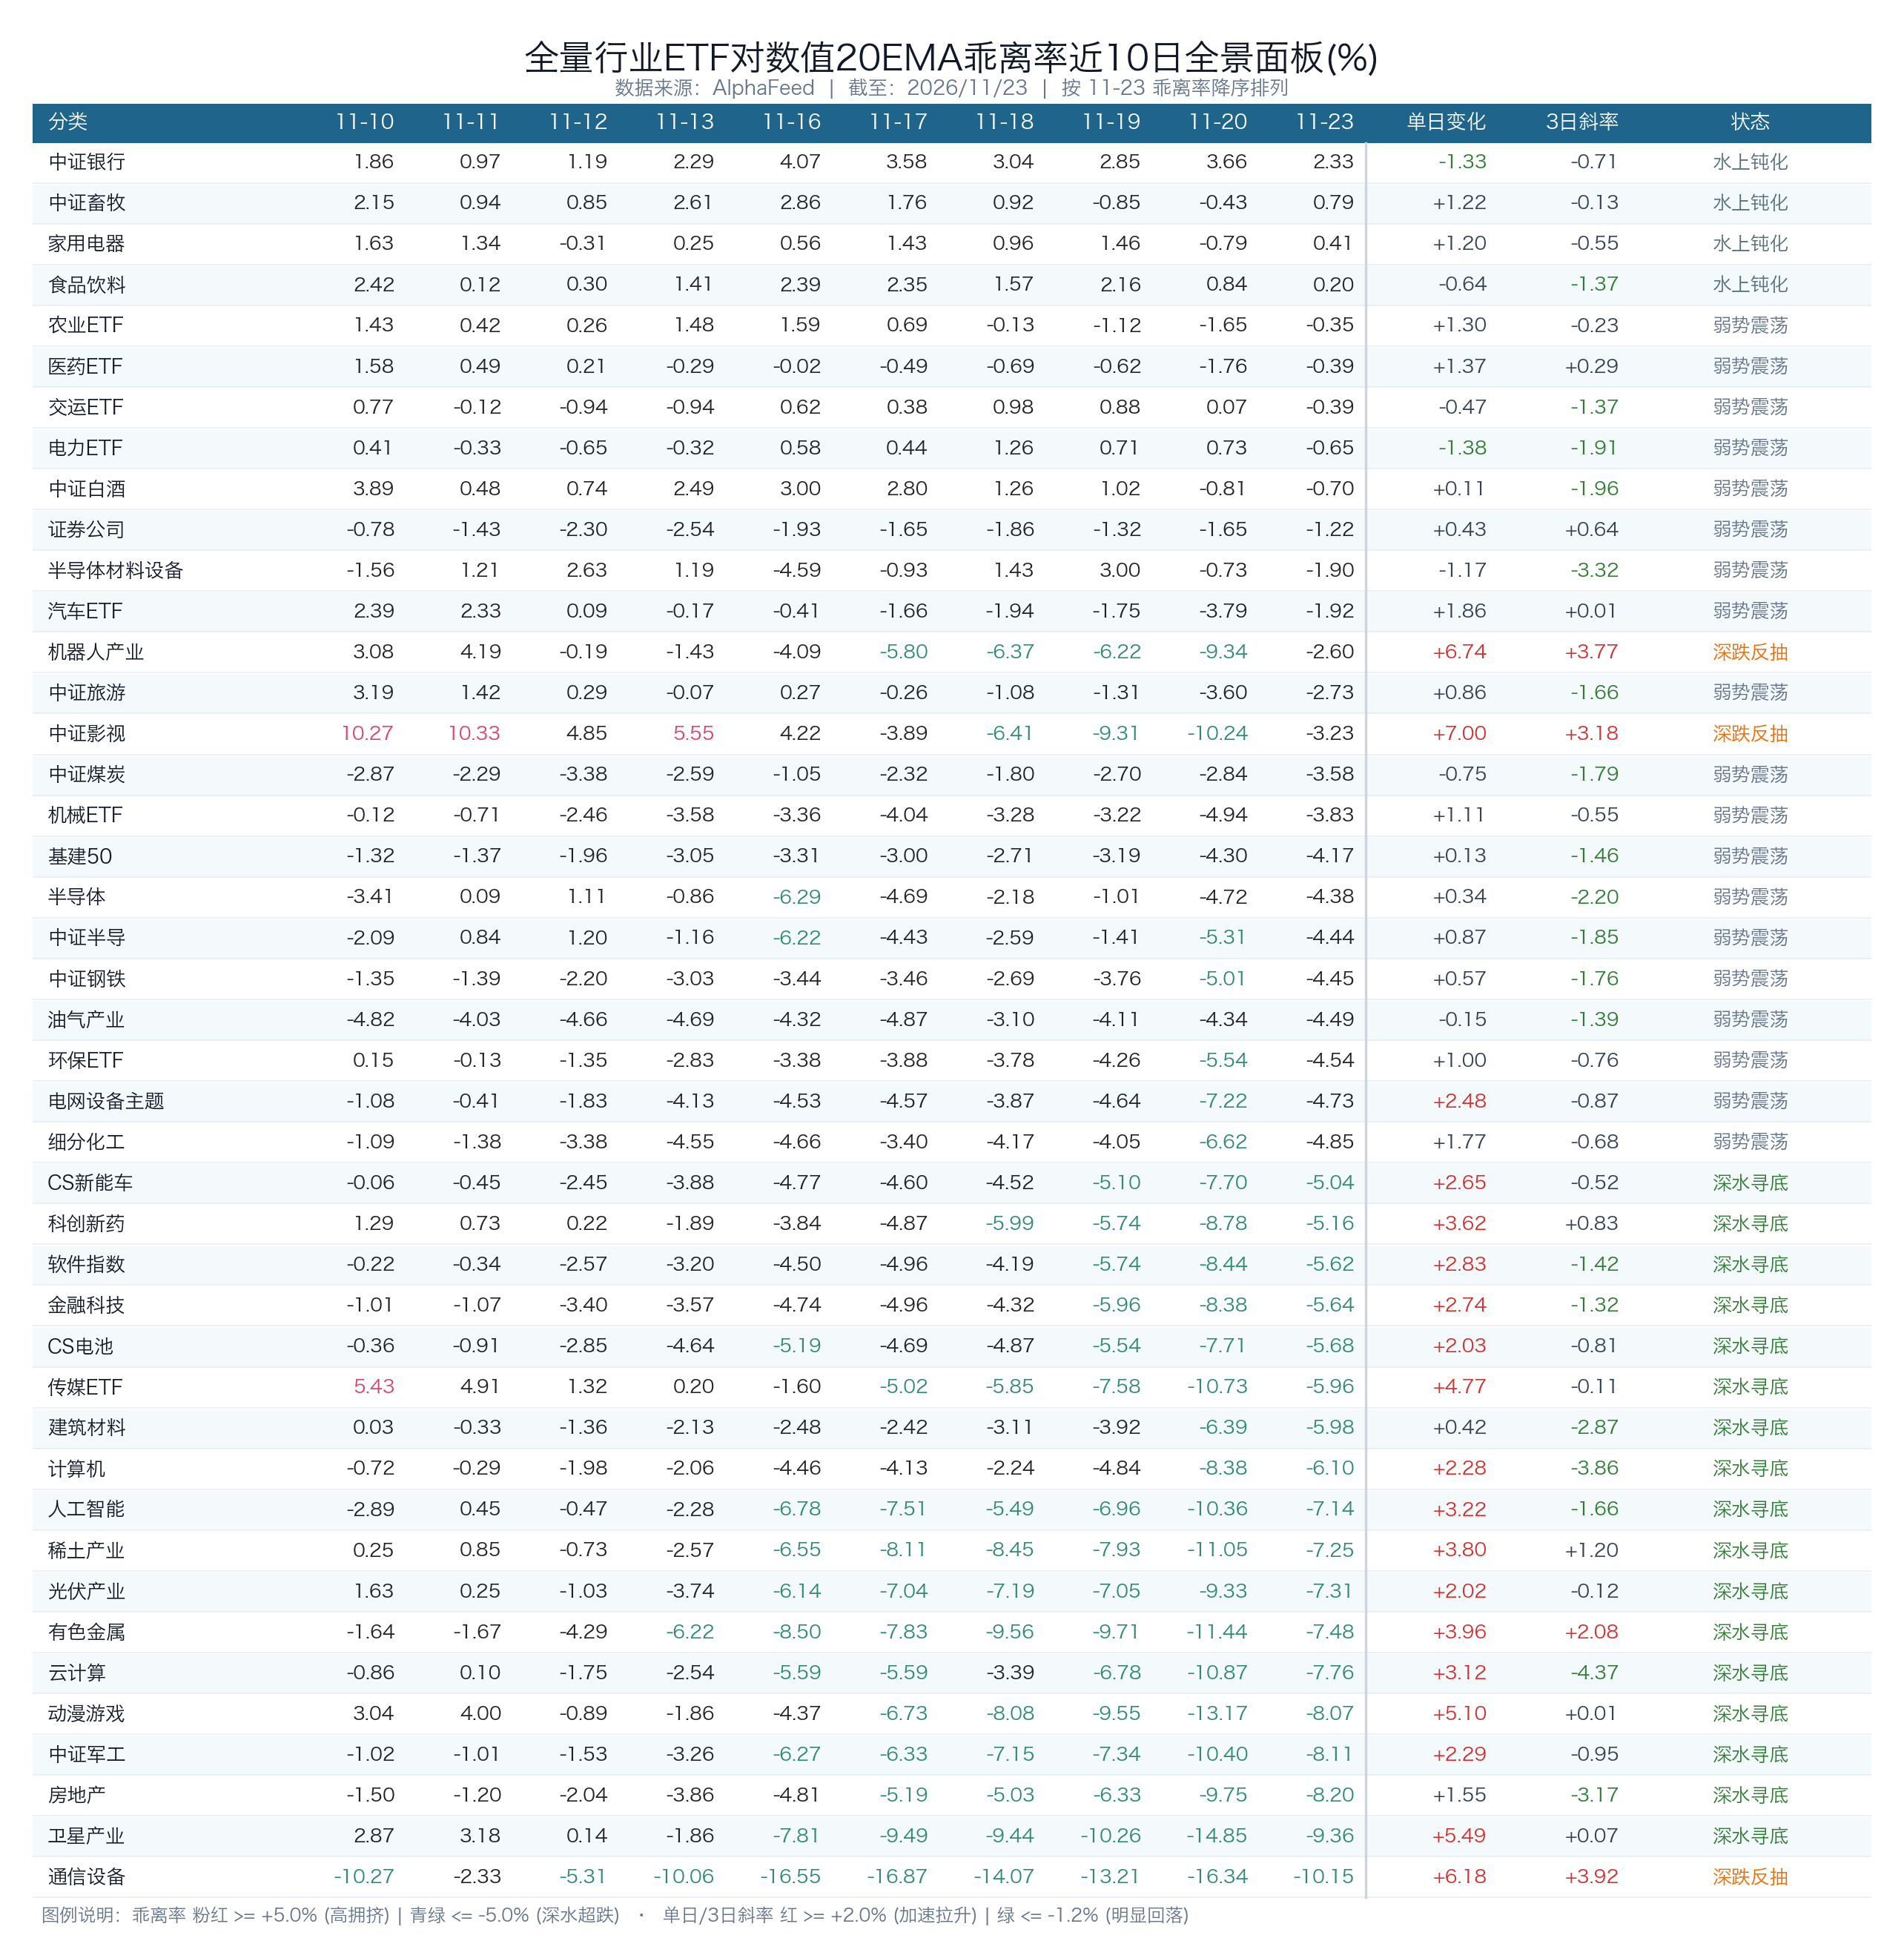 全量行业ETF对数值20EMA乖离率近10日全景面板(%)
数据来源：AlphaFeed | 截至：2026/11/23 | 按 11-23 乖离率降序排列
分类 11-10 11-11 11-12 11-13 11-16 11-17 11-18 11-19 11-20 11-23 单日变化 3日斜率 状态
中证银行 1.86 0.97 1.19 2.29 4.07 3.58 3.04 2.85 3.66 2.33 -1.33 -0.71 水上钝化
中证畜牧 2.15 0.94 0.85 2.61 2.86 1.76 0.92 -0.85 -0.43 0.79 +1.22 -0.13 水上钝化
家用电器 1.63 1.34 -0.31 0.25 0.56 1.43 0.96 1.46 -0.79 0.41 +1.20 -0.55 水上钝化
食品饮料 2.42 0.12 0.30 1.41 2.39 2.35 1.57 2.16 0.84 0.20 -0.64 -1.37 水上钝化
农业ETF 1.43 0.42 0.26 1.48 1.59 0.69 -0.13 -1.12 -1.65 -0.35 +1.30 -0.23 弱势震荡
医药ETF 1.58 0.49 0.21 -0.29 -0.02 -0.49 -0.69 -0.62 -1.76 -0.39 +1.37 +0.29 弱势震荡
交运ETF 0.77 -0.12 -0.94 -0.94 0.62 0.38 0.98 0.88 0.07 -0.39 -0.47 -1.37 弱势震荡
电力ETF 0.41 -0.33 -0.65 -0.32 0.58 0.44 1.26 0.71 0.73 -0.65 -1.38 -1.91 弱势震荡
中证白酒 3.89 0.48 0.74 2.49 3.00 2.80 1.26 1.02 -0.81 -0.70 +0.11 -1.96 弱势震荡
证券公司 -0.78 -1.43 -2.30 -2.54 -1.93 -1.65 -1.86 -1.32 -1.65 -1.22 +0.43 +0.64 弱势震荡
半导体材料设备 -1.56 1.21 2.63 1.19 -4.59 -0.93 1.43 3.00 -0.73 -1.90 -1.17 -3.32 弱势震荡
汽车ETF 2.39 2.33 0.09 -0.17 -0.41 -1.66 -1.94 -1.75 -3.79 -1.92 +1.86 +0.01 弱势震荡
机器人产业 3.08 4.19 -0.19 -1.43 -4.09 -5.80 -6.37 -6.22 -9.34 -2.60 +6.74 +3.77 深跌反抽
中证旅游 3.19 1.42 0.29 -0.07 0.27 -0.26 -1.08 -1.31 -3.60 -2.73 +0.86 -1.66 弱势震荡
中证影视 10.27 10.33 4.85 5.55 4.22 -3.89 -6.41 -9.31 -10.24 -3.23 +7.00 +3.18 深跌反抽
中证煤炭 -2.87 -2.29 -3.38 -2.59 -1.05 -2.32 -1.80 -2.70 -2.84 -3.58 -0.75 -1.79 弱势震荡
机械ETF -0.12 -0.71 -2.46 -3.58 -3.36 -4.04 -3.28 -3.22 -4.94 -3.83 +1.11 -0.55 弱势震荡
基建50 -1.32 -1.37 -1.96 -3.05 -3.31 -3.00 -2.71 -3.19 -4.30 -4.17 +0.13 -1.46 弱势震荡
半导体 -3.41 0.09 1.11 -0.86 -6.29 -4.69 -2.18 -1.01 -4.72 -4.38 +0.34 -2.20 弱势震荡
中证半导 -2.09 0.84 1.20 -1.16 -6.22 -4.43 -2.59 -1.41 -5.31 -4.44 +0.87 -1.85 弱势震荡
中证钢铁 -1.35 -1.39 -2.20 -3.03 -3.44 -3.46 -2.69 -3.76 -5.01 -4.45 +0.57 -1.76 弱势震荡
油气产业 -4.82 -4.03 -4.66 -4.69 -4.32 -4.87 -3.10 -4.11 -4.34 -4.49 -0.15 -1.39 弱势震荡
环保ETF 0.15 -0.13 -1.35 -2.83 -3.38 -3.88 -3.78 -4.26 -5.54 -4.54 +1.00 -0.76 弱势震荡
电网设备主题 -1.08 -0.41 -1.83 -4.13 -4.53 -4.57 -3.87 -4.64 -7.22 -4.73 +2.48 -0.87 弱势震荡
细分化工 -1.09 -1.38 -3.38 -4.55 -4.66 -3.40 -4.17 -4.05 -6.62 -4.85 +1.77 -0.68 弱势震荡
CS新能车 -0.06 -0.45 -2.45 -3.88 -4.77 -4.60 -4.52 -5.10 -7.70 -5.04 +2.65 -0.52 深水寻底
科创新药 1.29 0.73 0.22 -1.89 -3.84 -4.87 -5.99 -5.74 -8.78 -5.16 +3.62 +0.83 深水寻底
软件指数 -0.22 -0.34 -2.57 -3.20 -4.50 -4.96 -4.19 -5.74 -8.44 -5.62 +2.83 -1.42 深水寻底
金融科技 -1.01 -1.07 -3.40 -3.57 -4.74 -4.96 -4.32 -5.96 -8.38 -5.64 +2.74 -1.32 深水寻底
CS电池 -0.36 -0.91 -2.85 -4.64 -5.19 -4.69 -4.87 -5.54 -7.71 -5.68 +2.03 -0.81 深水寻底
传媒ETF 5.43 4.91 1.32 0.20 -1.60 -5.02 -5.85 -7.58 -10.73 -5.96 +4.77 -0.11 深水寻底
建筑材料 0.03 -0.33 -1.36 -2.13 -2.48 -2.42 -3.11 -3.92 -6.39 -5.98 +0.42 -2.87 深水寻底
计算机 -0.72 -0.29 -1.98 -2.06 -4.46 -4.13 -2.24 -4.84 -8.38 -6.10 +2.28 -3.86 深水寻底
人工智能 -2.89 0.45 -0.47 -2.28 -6.78 -7.51 -5.49 -6.96 -10.36 -7.14 +3.22 -1.66 深水寻底
稀土产业 0.25 0.85 -0.73 -2.57 -6.55 -8.11 -8.45 -7.93 -11.05 -7.25 +3.80 +1.20 深水寻底
光伏产业 1.63 0.25 -1.03 -3.74 -6.14 -7.04 -7.19 -7.05 -9.33 -7.31 +2.02 -0.12 深水寻底
有色金属 -1.64 -1.67 -4.29 -6.22 -8.50 -7.83 -9.56 -9.71 -11.44 -7.48 +3.96 +2.08 深水寻底
云计算 -0.86 0.10 -1.75 -2.54 -5.59 -5.59 -3.39 -6.78 -10.87 -7.76 +3.12 -4.37 深水寻底
动漫游戏 3.04 4.00 -0.89 -1.86 -4.37 -6.73 -8.08 -9.55 -13.17 -8.07 +5.10 +0.01 深水寻底
中证军工 -1.02 -1.01 -1.53 -3.26 -6.27 -6.33 -7.15 -7.34 -10.40 -8.11 +2.29 -0.95 深水寻底
房地产 -1.50 -1.20 -2.04 -3.86 -4.81 -5.19 -5.03 -6.33 -9.75 -8.20 +1.55 -3.17 深水寻底
卫星产业 2.87 3.18 0.14 -1.86 -7.81 -9.49 -9.44 -10.26 -14.85 -9.36 +5.49 +0.07 深水寻底
通信设备 -10.27 -2.33 -5.31 -10.06 -16.55 -16.87 -14.07 -13.21 -16.34 -10.15 +6.18 +3.92 深跌反抽
图例说明：乖离率 粉红 >= +5.0% (高拥挤) | 青绿 <= -5.0% (深水超跌) · 单日/3日斜率 红 >= +2.0% (加速拉升) | 绿 <= -1.2% (明显回落)